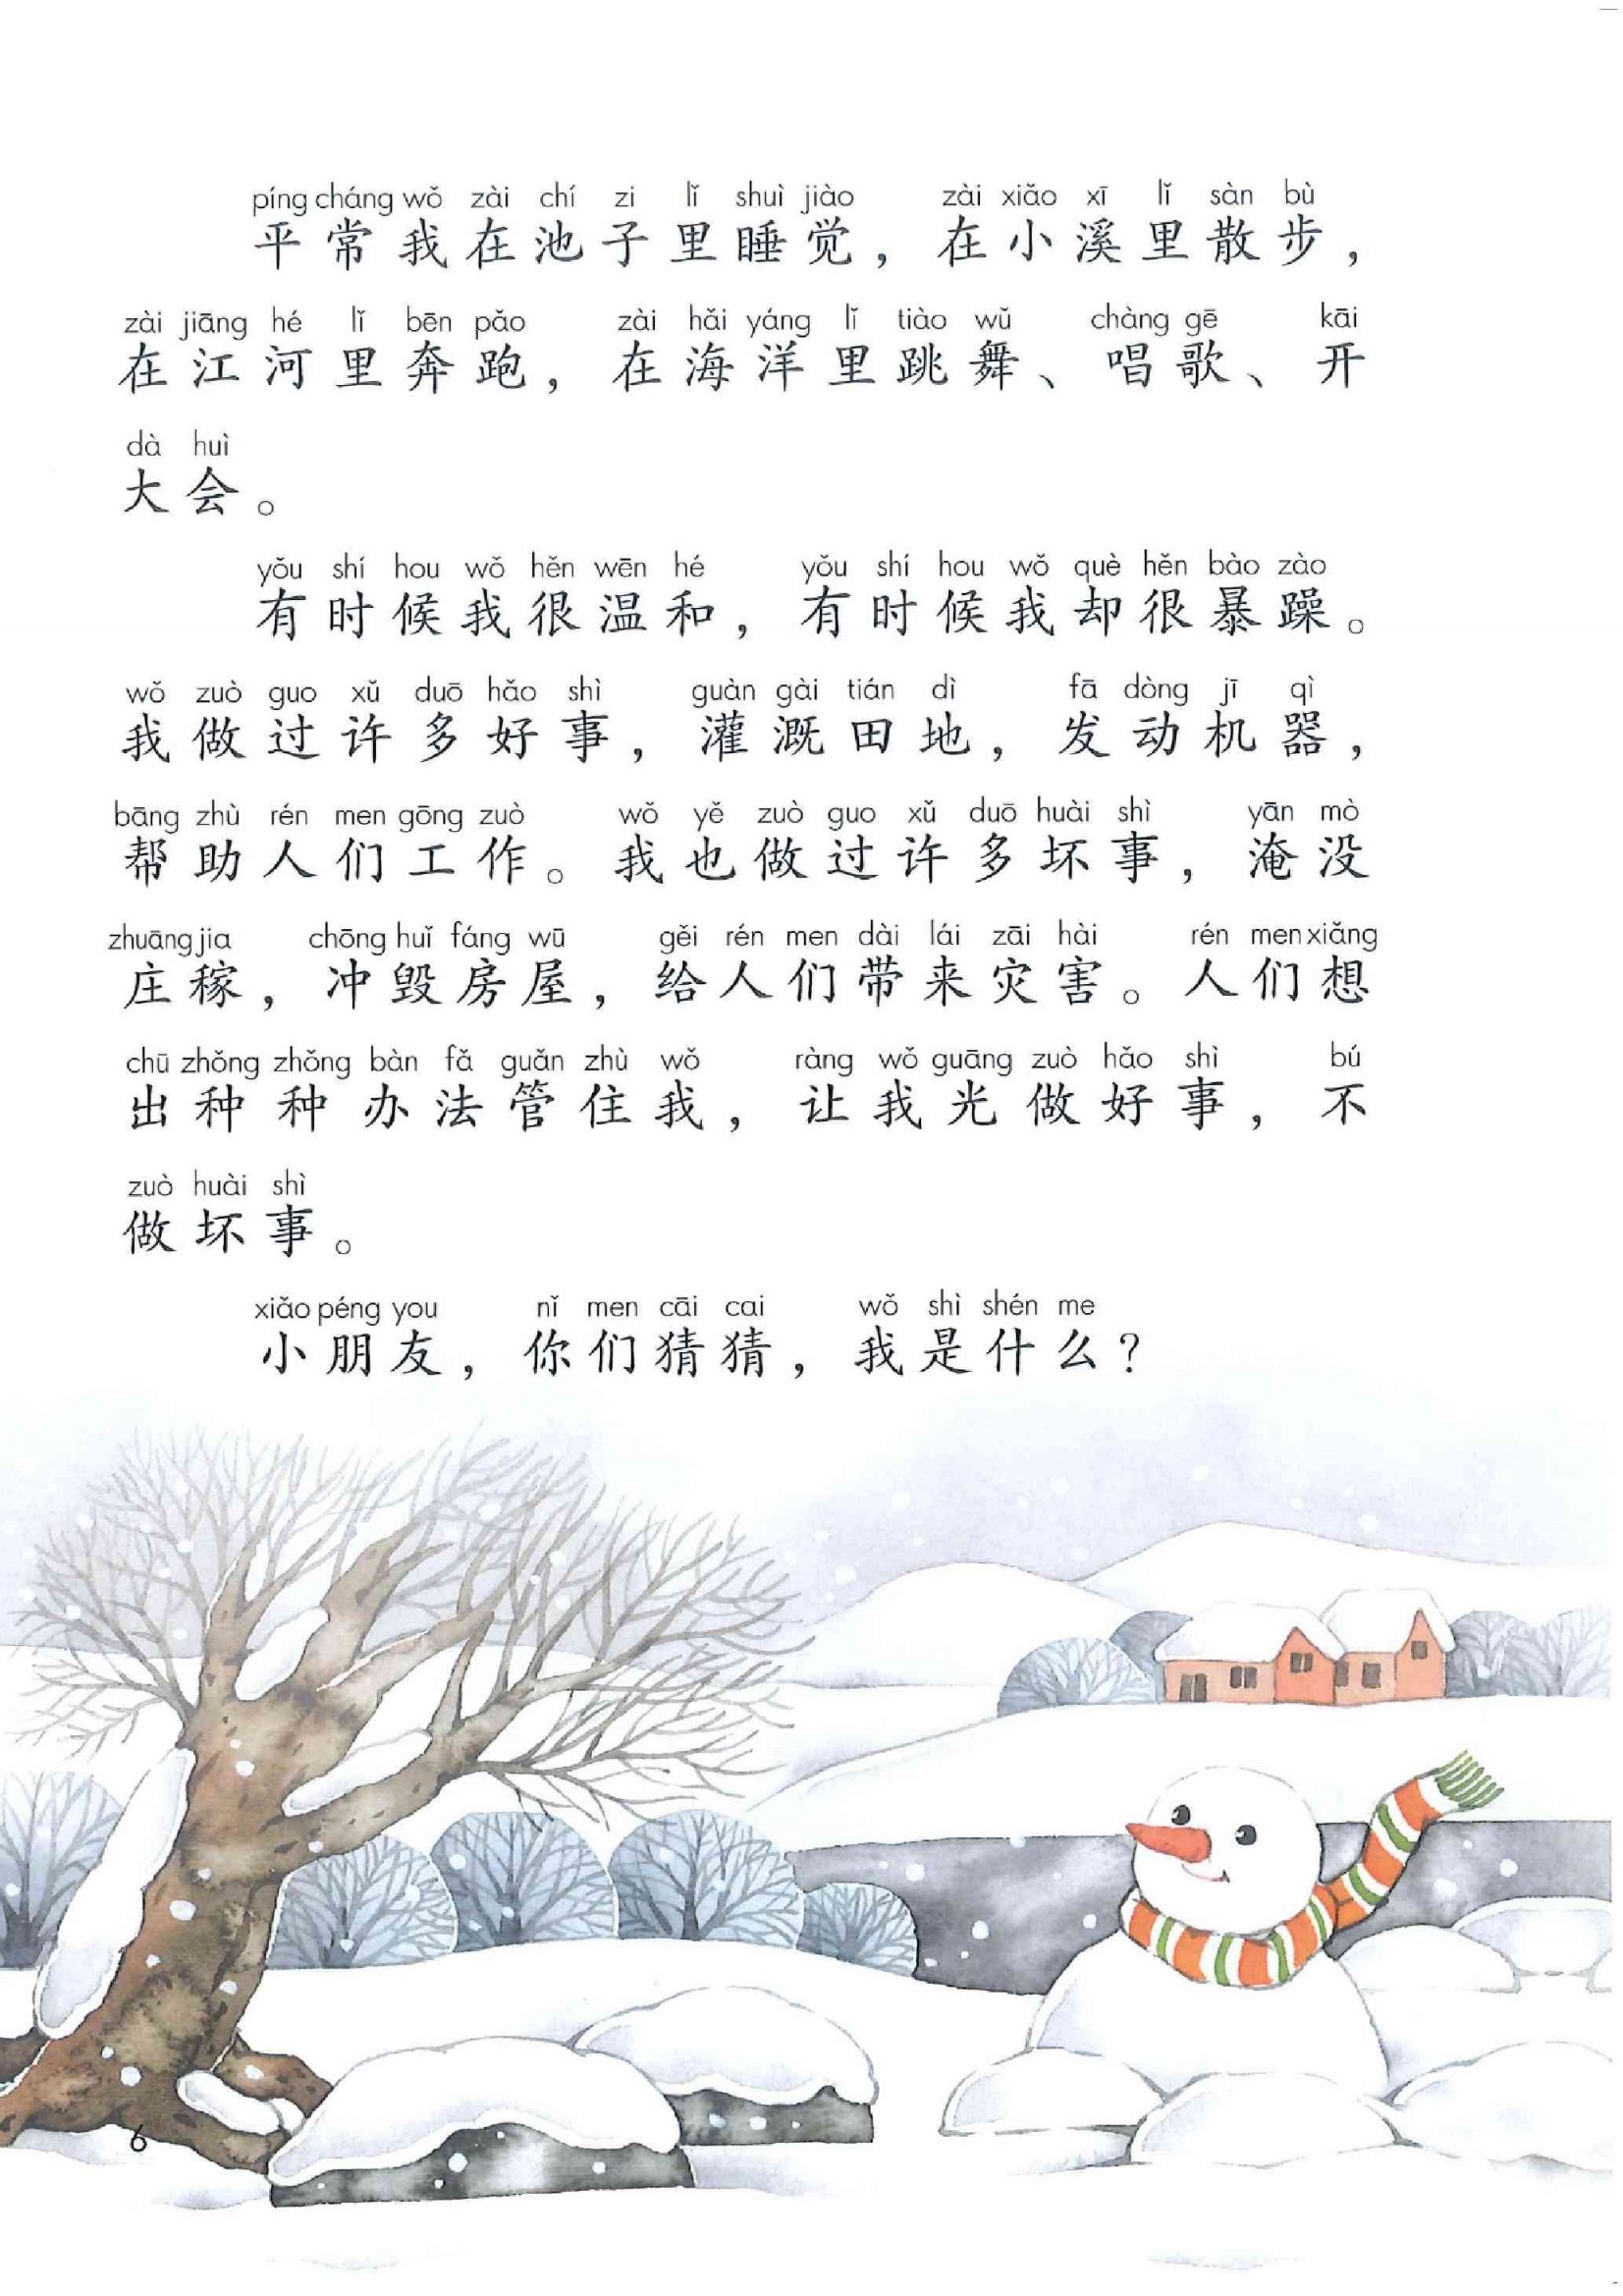 píng cháng wǒ zài chí zi lǐ shuì jiào zài xiǎo xī lǐ sàn bù
平常我在池子里睡觉，在小溪里散步，
zài jiāng hé lǐ bēn pǎo zài hǎi yáng lǐ tiào wǔ chàng gē kāi
在江河里奔跑，在海洋里跳舞、唱歌、开
dà huì
大会。
yǒu shí hou wǒ hěn wēn hé yǒu shí hou wǒ què hěn bào zào
有时候我很温和，有时候我却很暴躁。
wǒ zuò guo xǔ duō hǎo shì guàn gài tián dì fā dòng jī qì
我做过许多好事，灌溉田地，发动机器，
bāng zhù rén men gōng zuò wǒ yě zuò guo xǔ duō huài shì yān mò
帮助人们工作。我也做过许多坏事，淹没
zhuāng jia chōng huǐ fáng wū gěi rén men dài lái zāi hài rén men xiǎng
庄稼，冲毁房屋，给人们带来灾害。人们想
chū zhǒng zhǒng bàn fǎ guǎn zhù wǒ ràng wǒ guāng zuò hǎo shì bú
出种种办法管住我，让我光做好事，不
zuò huài shì
做坏事。
xiǎo péng you nǐ men cāi cai wǒ shì shén me
小朋友，你们猜猜，我是什么？
6